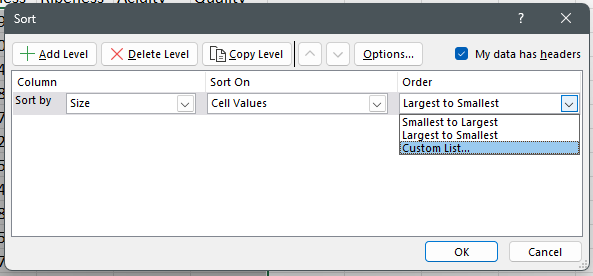 Sort
?
Add Level Delete Level Copy Level Options... My data has headers
Column Sort On Order
Sort by Size Cell Values Largest to Smallest
Smallest to Largest
Largest to Smallest
Custom List...
OK Cancel